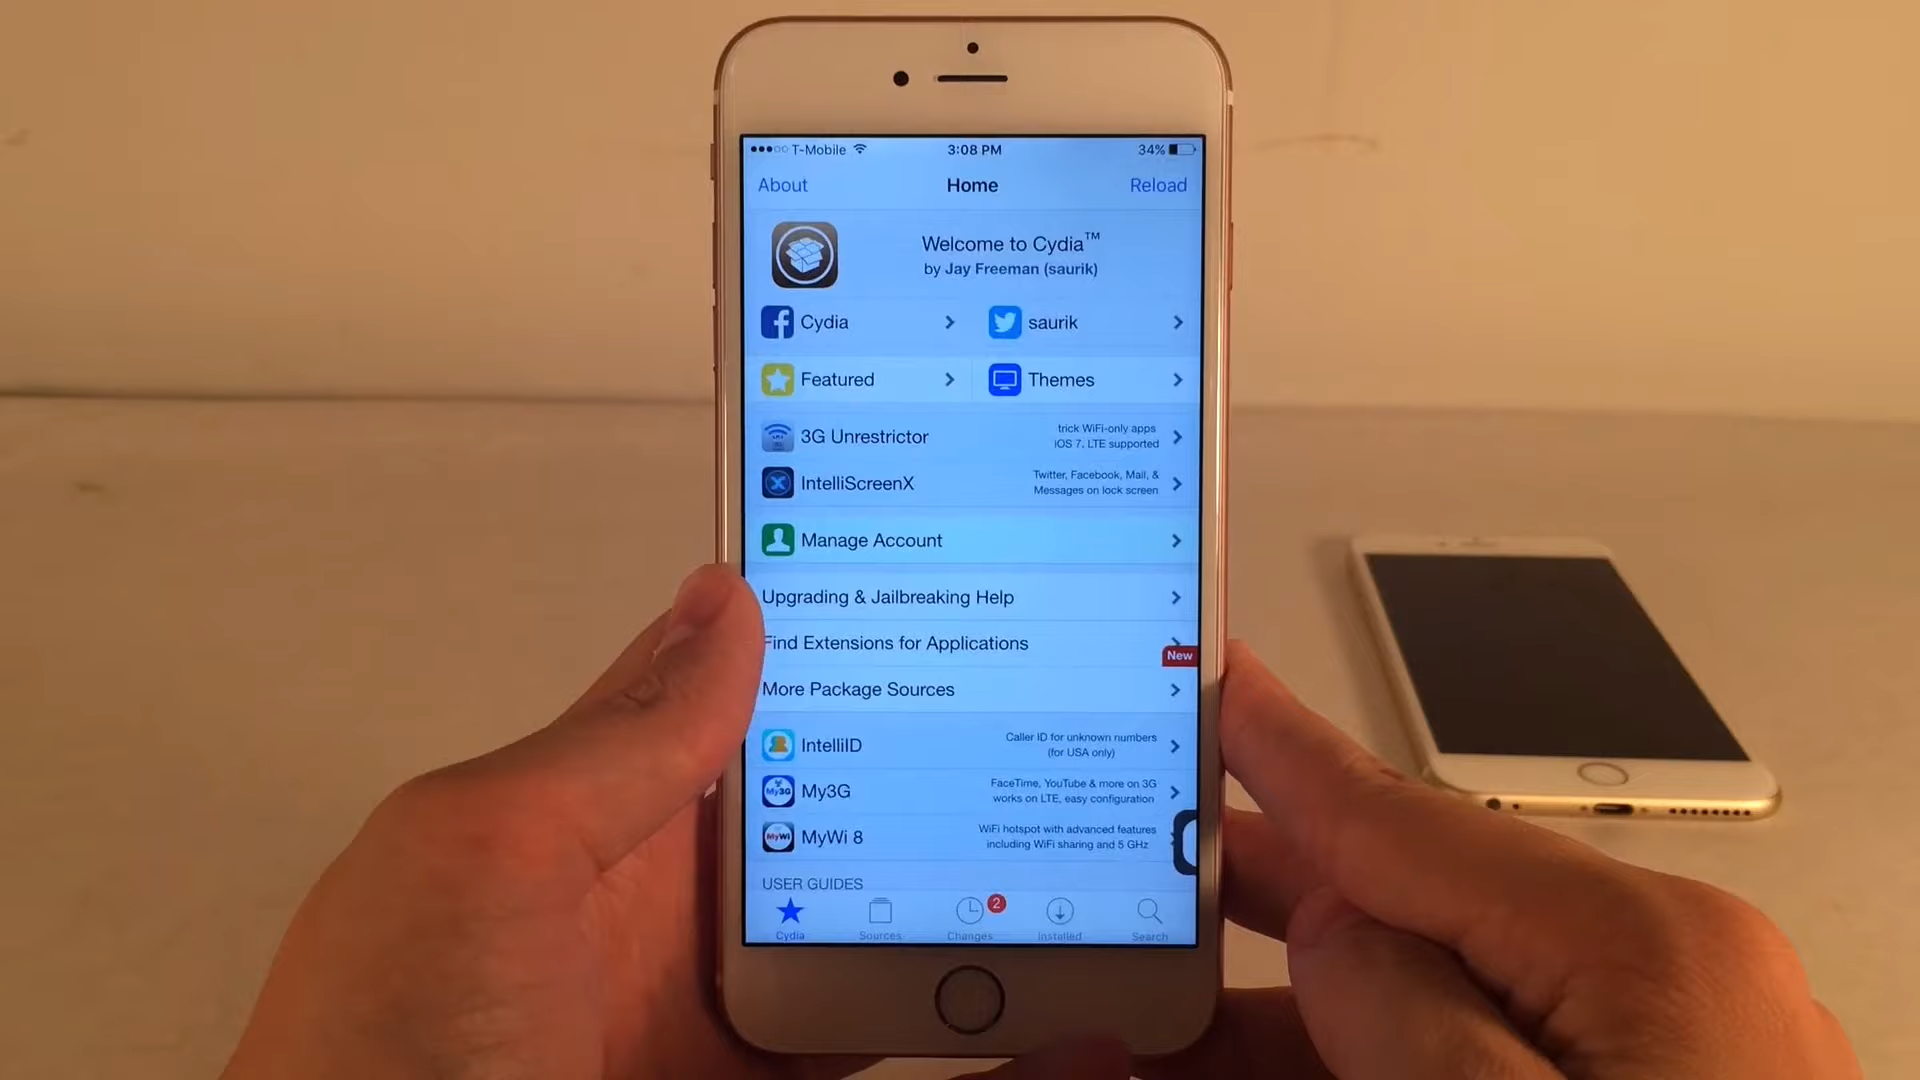 T-Mobile 3:08 PM 34%
About Home Reload
Welcome to Cydia™
by Jay Freeman (saurik)
Cydia saurik
Featured Themes
3G Unrestrictor
trick WiFi-only apps
iOS 7, LTE supported
IntelliScreenX
Twitter, Facebook, Mail, &
Messages on lock screen
Manage Account
Upgrading & Jailbreaking Help
Find Extensions for Applications
New
More Package Sources
IntelliID
Caller ID for unknown numbers
(for USA only)
My3G
My3G
FaceTime, YouTube & more on 3G
works on LTE, easy configuration
MyWi
MyWi 8
WiFi hotspot with advanced features
including WiFi sharing and 5 GHz
USER GUIDES
2
Cydia Sources Changes Installed Search